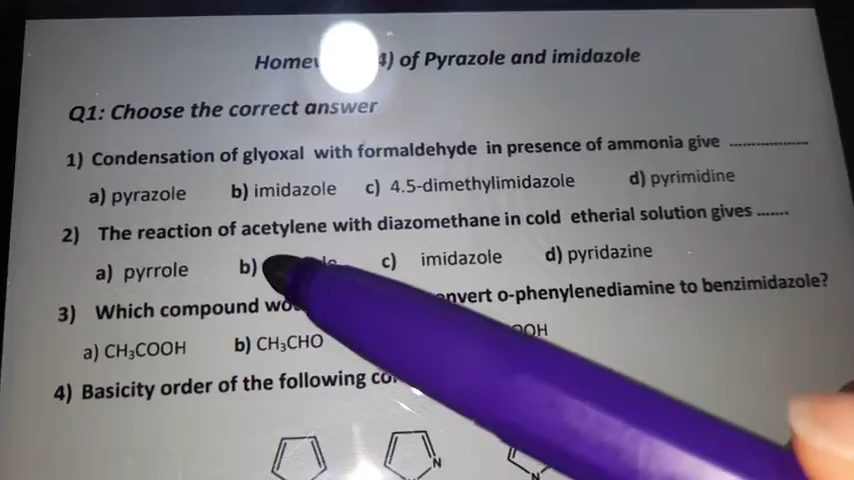 Home 4) of Pyrazole and imidazole
Q1: Choose the correct answer
1) Condensation of glyoxal with formaldehyde in presence of ammonia give ..................
a) pyrazole b) imidazole c) 4.5-dimethylimidazole d) pyrimidine
2) The reaction of acetylene with diazomethane in cold etherial solution gives .......
a) pyrrole b) c) imidazole d) pyridazine
3) Which compound o-phenylenediamine to benzimidazole?
a) CH₃COOH b) CH₃CHO
4) Basicity order of the following
N
N